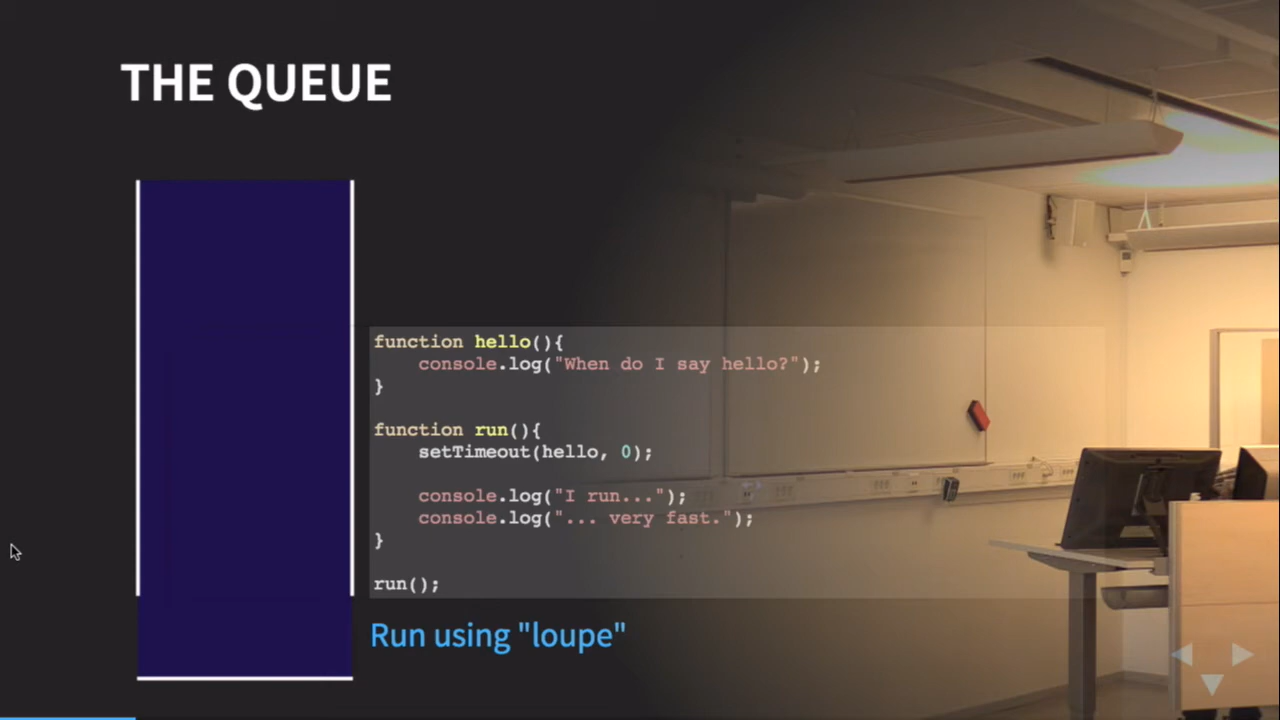 THE QUEUE
function hello(){
    console.log("When do I say hello?");
}
function run(){
    setTimeout(hello, 0);
    console.log("I run...");
    console.log("... very fast.");
}
run();
Run using "loupe"